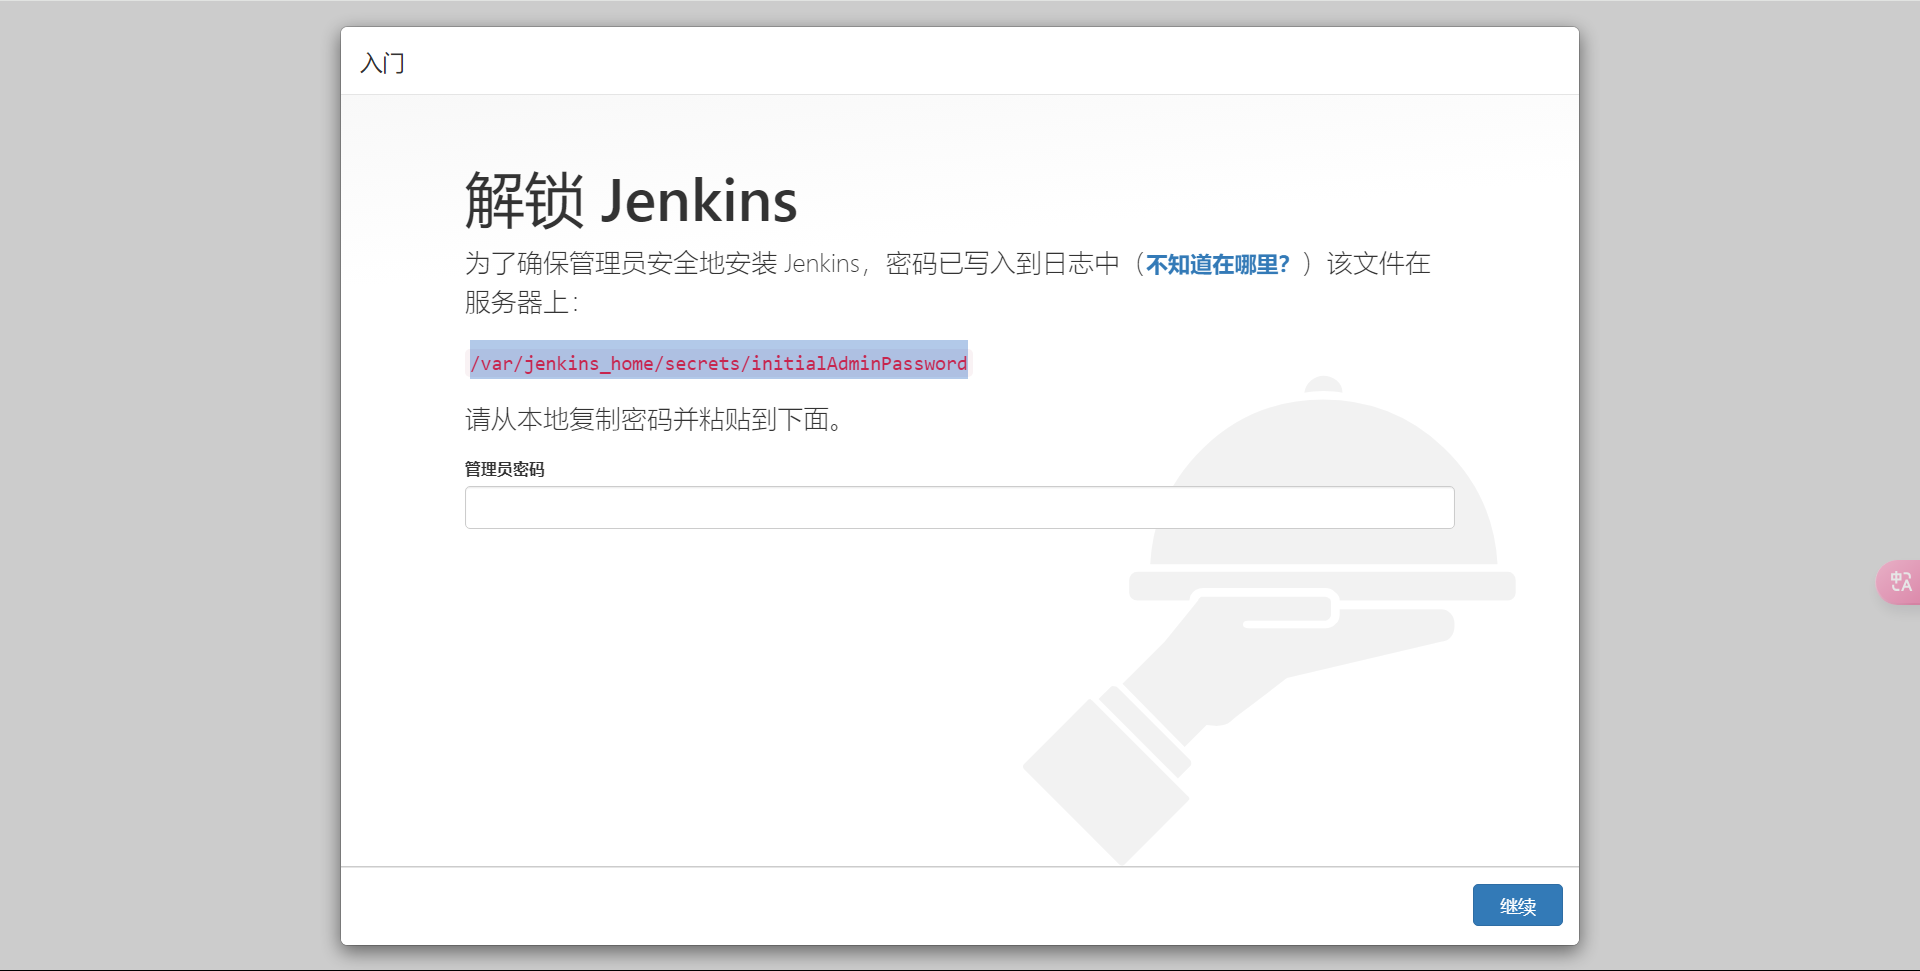 入门
解锁 Jenkins
为了确保管理员安全地安装 Jenkins，密码已写入到日志中（不知道在哪里？）该文件在
服务器上：
/var/jenkins_home/secrets/initialAdminPassword
请从本地复制密码并粘贴到下面。
管理员密码
中A
继续